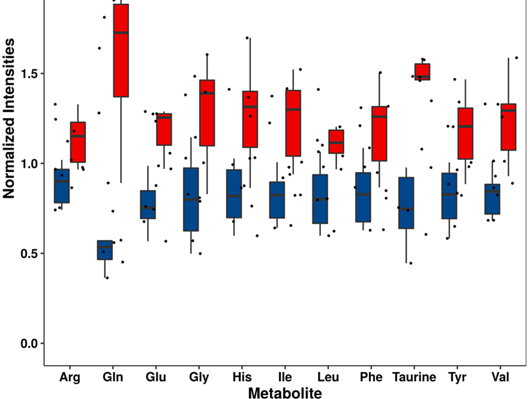 Normalized Intensities
1.5
1.0
0.5
0.0
Arg Gln Glu Gly His Ile Leu Phe Taurine Tyr Val
Metabolite